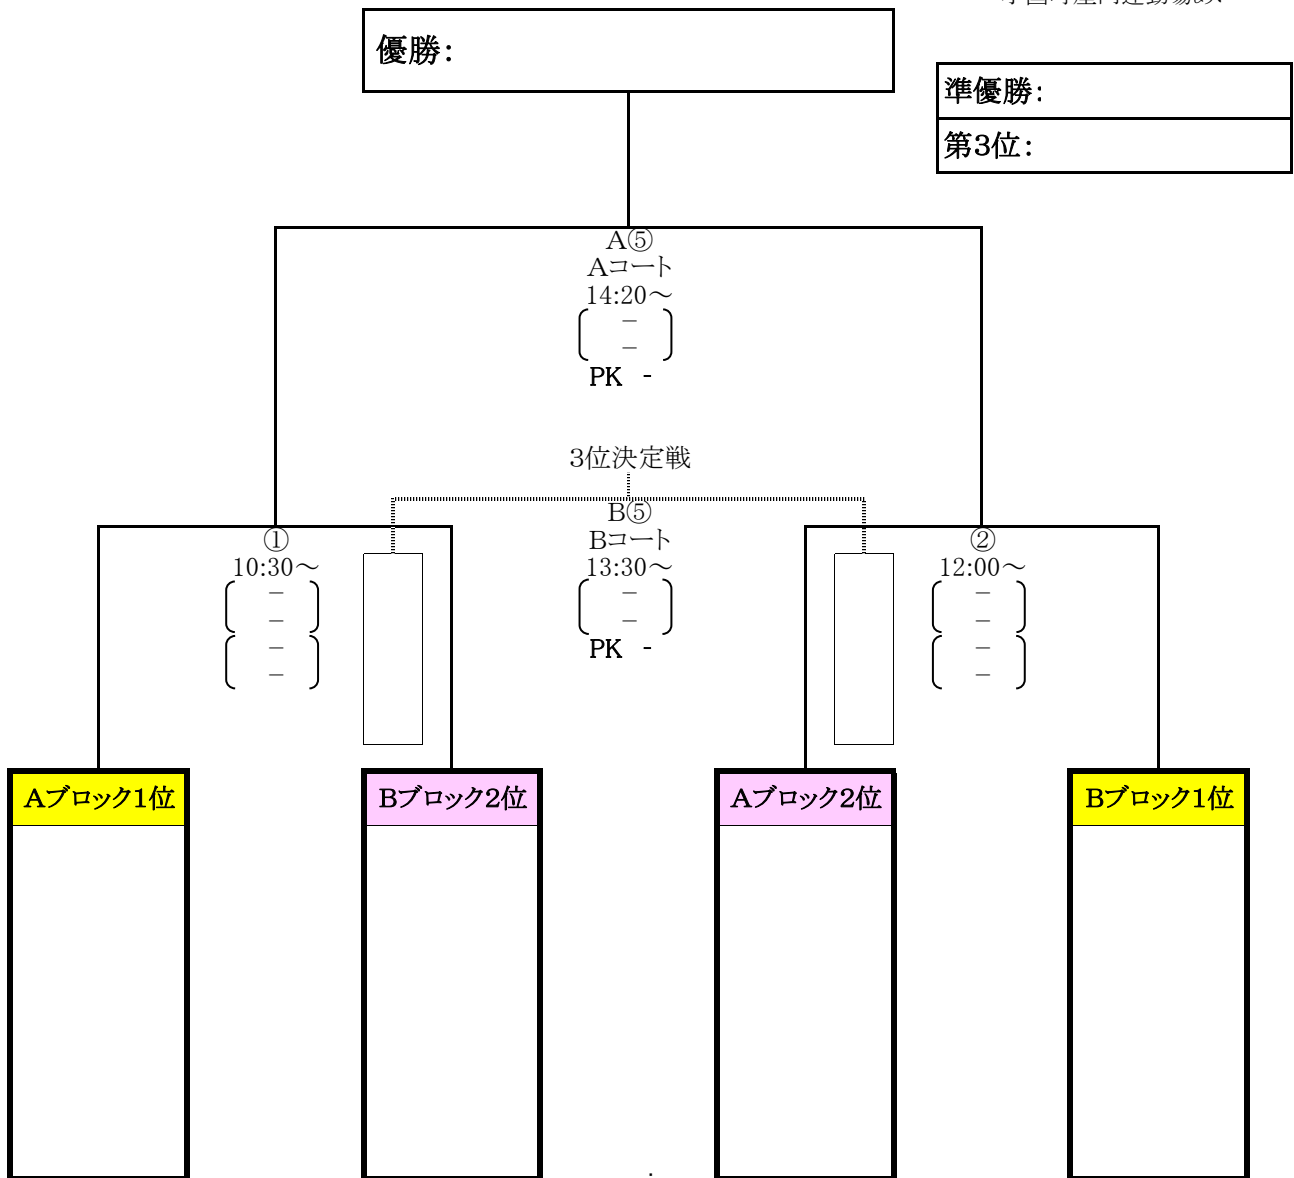 優勝：
準優勝：
第3位：
A⑤
Aコート
14:20～
－
－
PK -
3位決定戦
B⑤
Bコート
13:30～
－
－
PK -
①
10:30～
－
－
－
－
②
12:00～
－
－
－
－
Aブロック1位
Bブロック2位
Aブロック2位
Bブロック1位
.